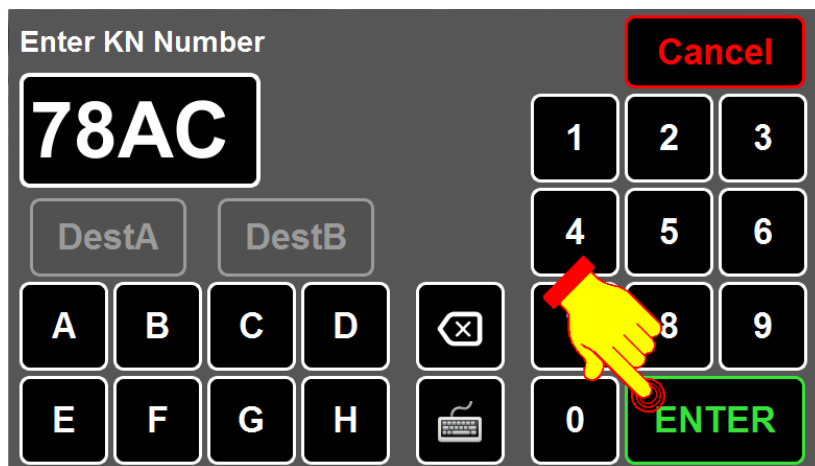 Enter KN Number
Cancel
78AC
1 2 3
DestA DestB
4 5 6
A B C D
8 9
E F G H
0 ENTER